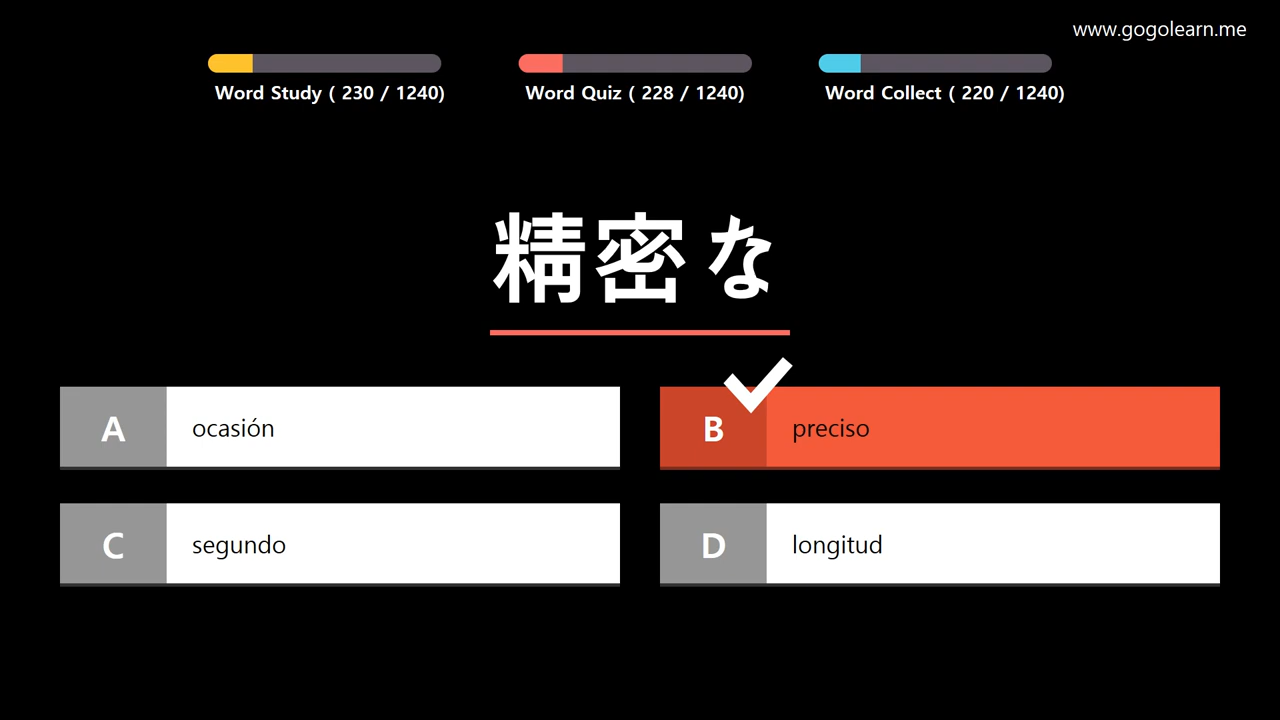 www.gogolearn.me
Word Study ( 230 / 1240)
Word Quiz ( 228 / 1240)
Word Collect ( 220 / 1240)
精密な
A ocasión
B preciso
C segundo
D longitud